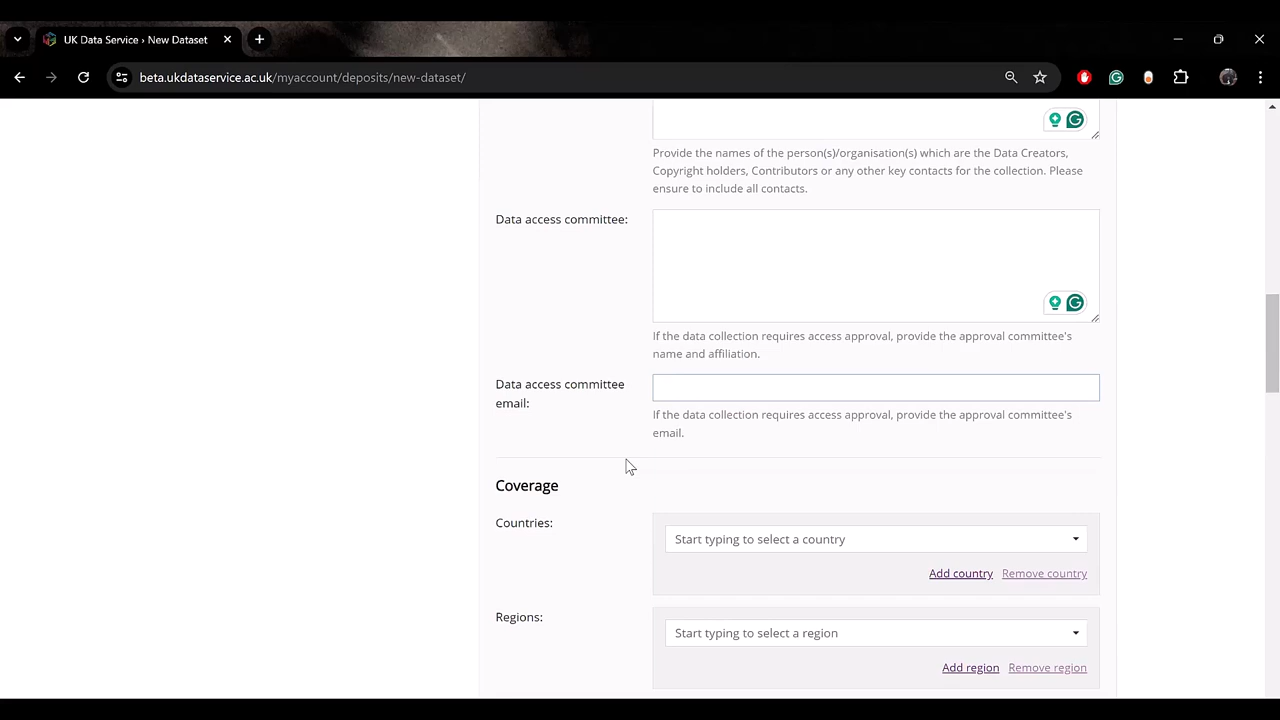 UK Data Service › New Dataset
beta.ukdataservice.ac.uk/myaccount/deposits/new-dataset/
Provide the names of the person(s)/organisation(s) which are the Data Creators,
Copyright holders, Contributors or any other key contacts for the collection. Please
ensure to include all contacts.
Data access committee:
If the data collection requires access approval, provide the approval committee's
name and affiliation.
Data access committee
email:
If the data collection requires access approval, provide the approval committee's
email.
Coverage
Countries:
Start typing to select a country
Add country Remove country
Regions:
Start typing to select a region
Add region Remove region